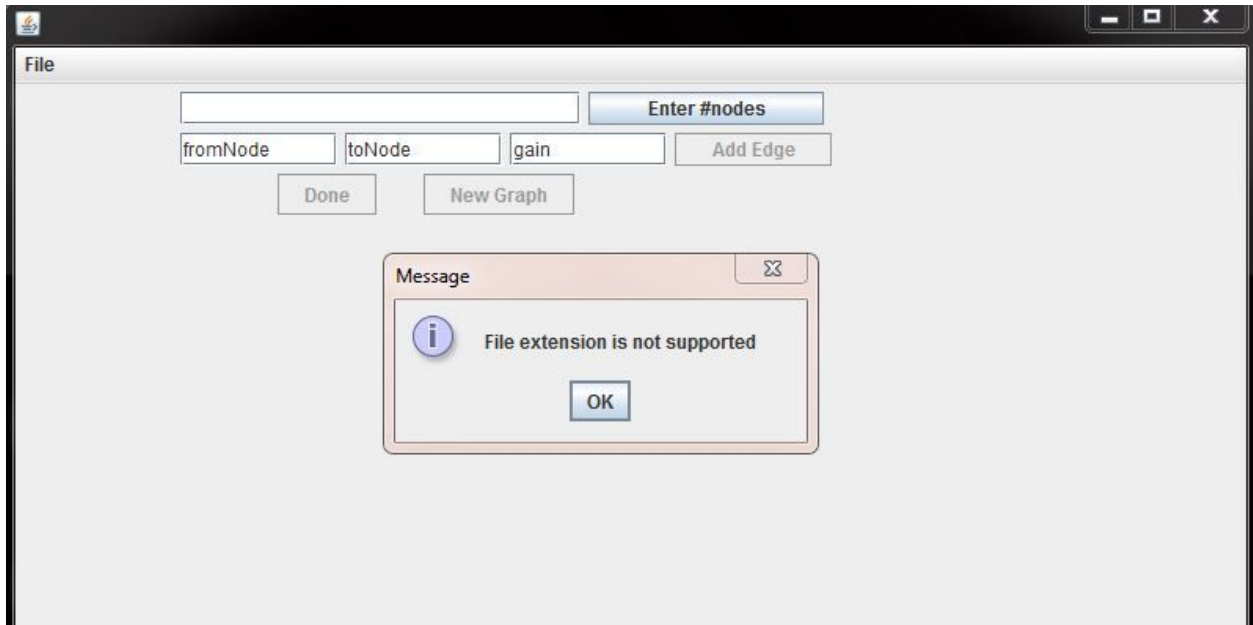 File
Enter #nodes
fromNode toNode gain Add Edge
Done New Graph
Message
File extension is not supported
OK